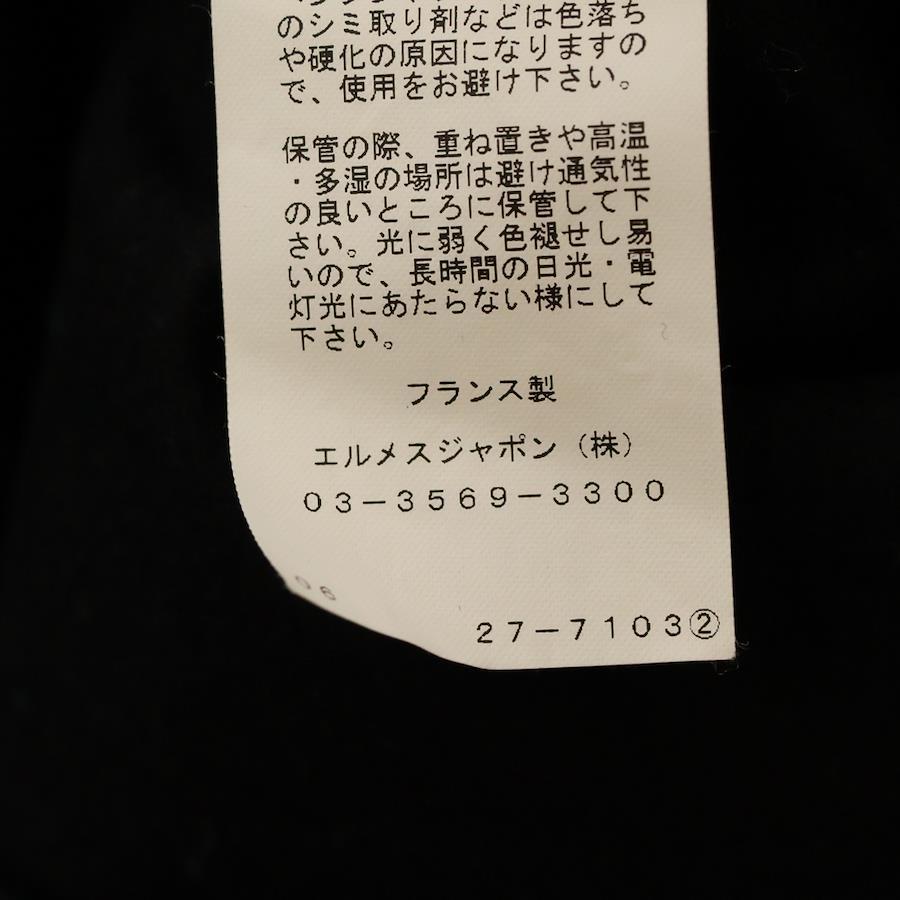 のシミ取り剤などは色落ち
や硬化の原因になりますの
で、使用をお避け下さい。
保管の際、重ね置きや高温
・多湿の場所は避け通気性
の良いところに保管して下
さい。光に弱く色褪せし易
いので、長時間の日光・電
灯光にあたらない様にして
下さい。
フランス製
エルメスジャポン（株）
０３－３５６９－３３００
０６
２７－７１０３②